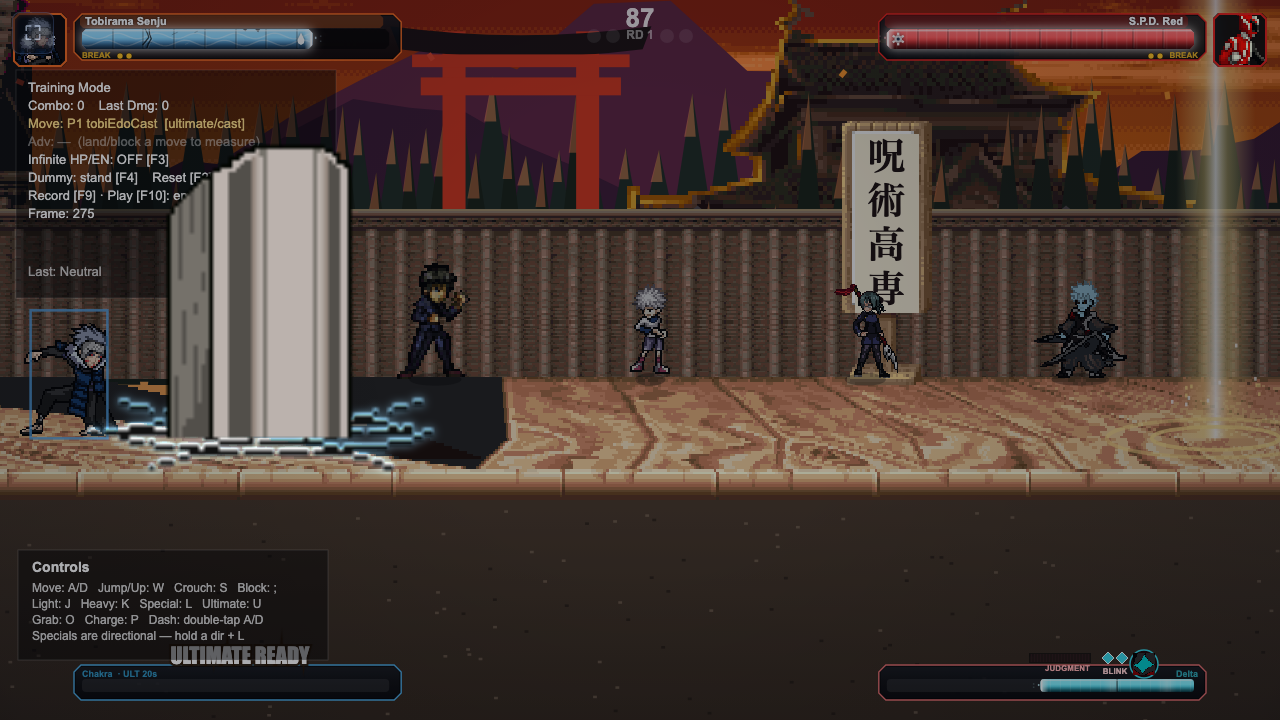 Tobirama Senju
BREAK
87
RD 1
S.P.D. Red
BREAK
Training Mode
Combo: 0 Last Dmg: 0
Move: P1 tobiEdoCast [ultimate/cast]
Adv: — (land/block a move to measure)
Infinite HP/EN: OFF [F3]
Dummy: stand [F4] Reset
Record [F9] · Play [F10]:
Frame: 275
Last: Neutral
呪術高専
Controls
Move: A/D Jump/Up: W Crouch: S Block: ;
Light: J Heavy: K Special: L Ultimate: U
Grab: O Charge: P Dash: double-tap A/D
Specials are directional — hold a dir + L
ULTIMATE READY
Chakra · ULT 20s
JUDGMENT
BLINK
Delta